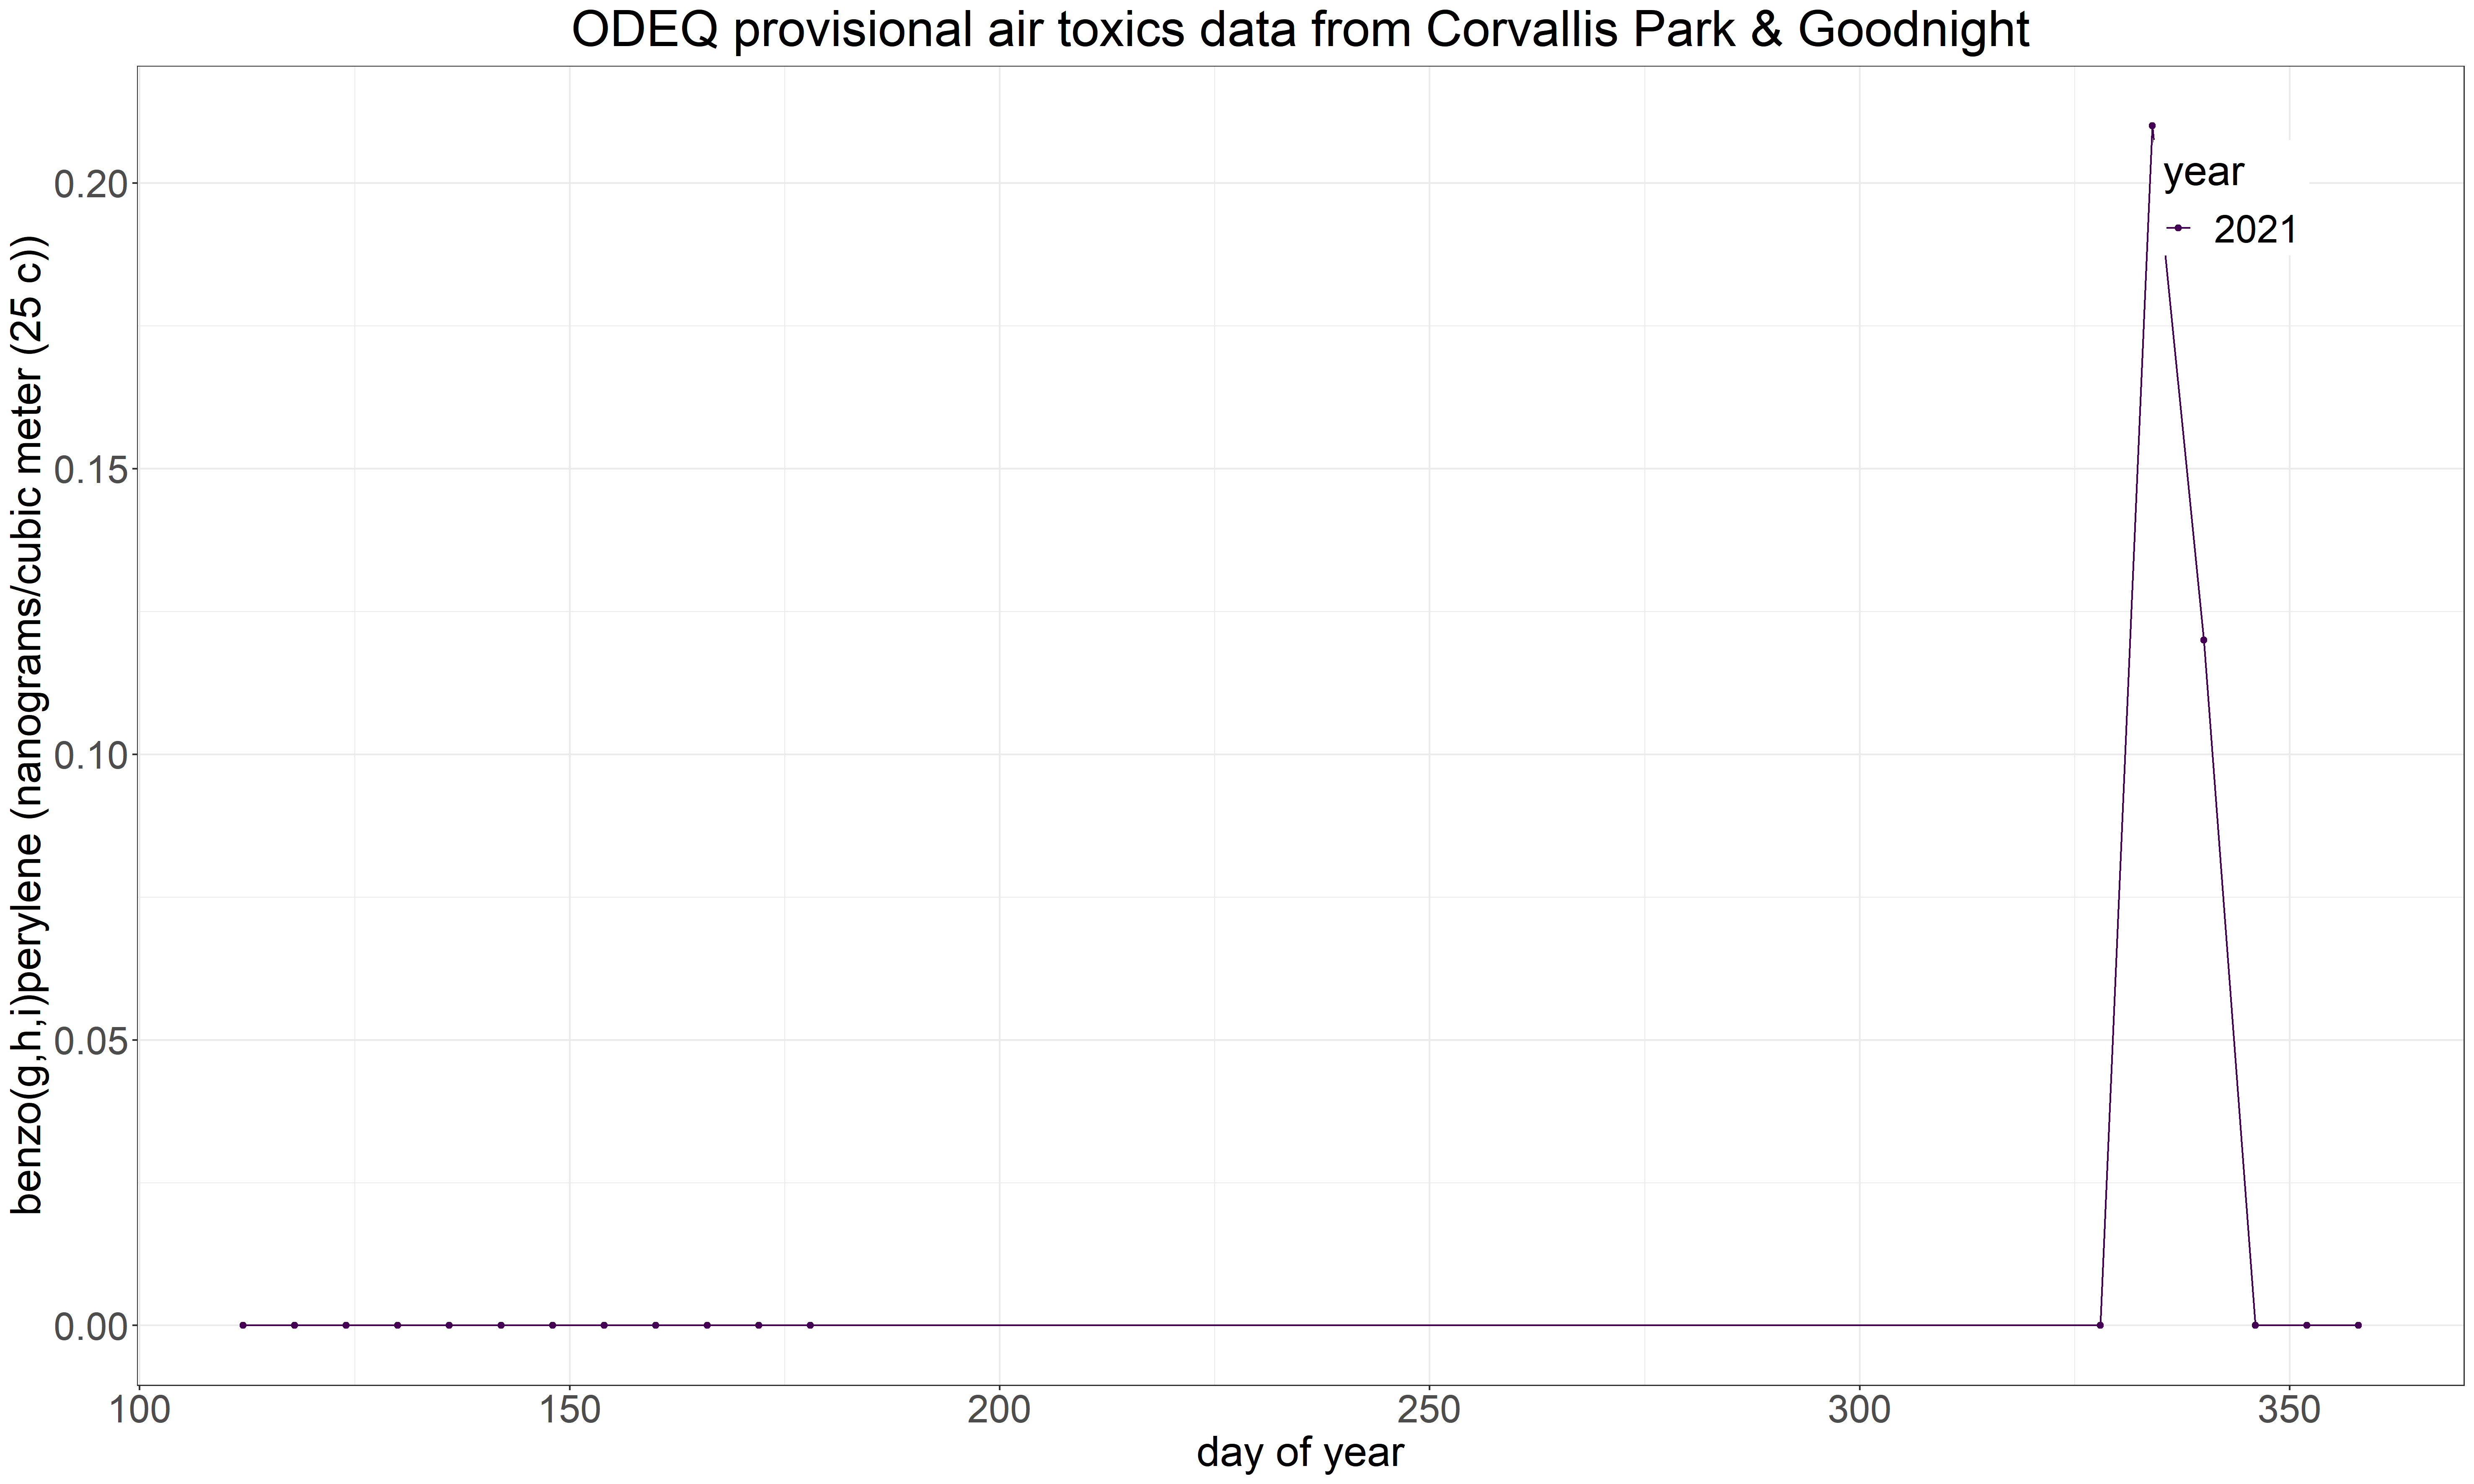 ODEQ provisional air toxics data from Corvallis Park & Goodnight
benzo(g,h,i)perylene (nanograms/cubic meter (25 c))
0.20
0.15
0.10
0.05
0.00
year
2021
100 150 200 250 300 350
day of year